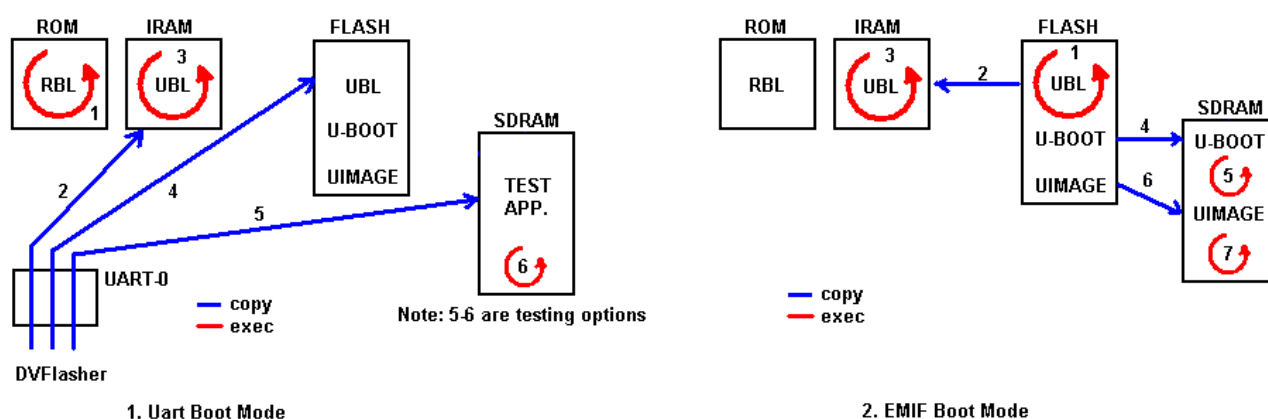 ROM
IRAM
FLASH
RBL
1
3
UBL
UBL
U-BOOT
UIMAGE
SDRAM
TEST
APP.
6
2
4
5
UART-0
copy
exec
Note: 5-6 are testing options
DVFlasher
1. Uart Boot Mode
ROM
IRAM
FLASH
RBL
3
UBL
2
1
UBL
U-BOOT
UIMAGE
4
6
SDRAM
U-BOOT
5
UIMAGE
7
copy
exec
2. EMIF Boot Mode